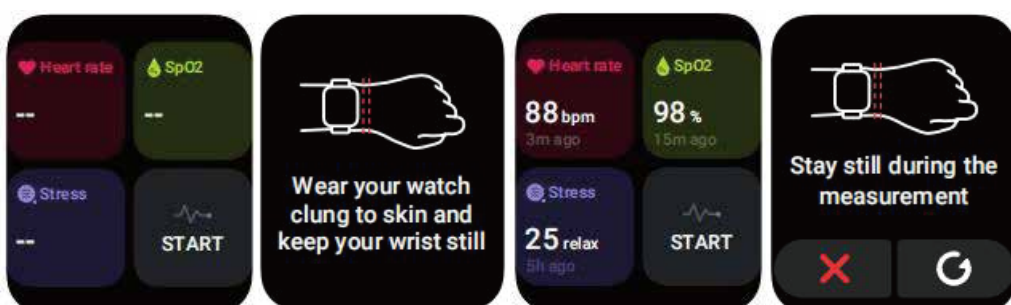 Heart rate
--
SpO2
--
Stress
--
START
Wear your watch
clung to skin and
keep your wrist still
Heart rate
88 bpm
3m ago
SpO2
98 %
15m ago
Stress
25 relax
5h ago
START
Stay still during the
measurement